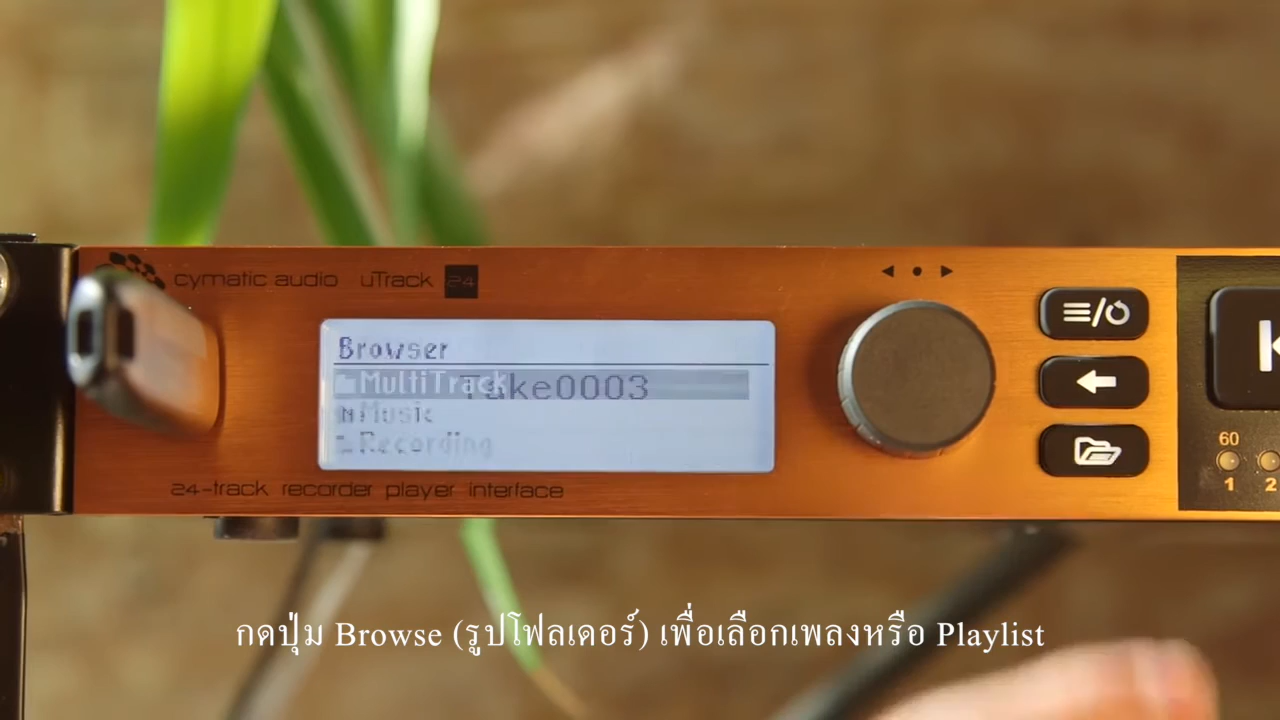 cymatic audio uTrack 24
Browser
MultiTrack
Take0003
Music
Recording
24-track recorder player interface
K
60
1 2
กดปุ่ม Browse (รูปโฟลเดอร์) เพื่อเลือกเพลงหรือ Playlist